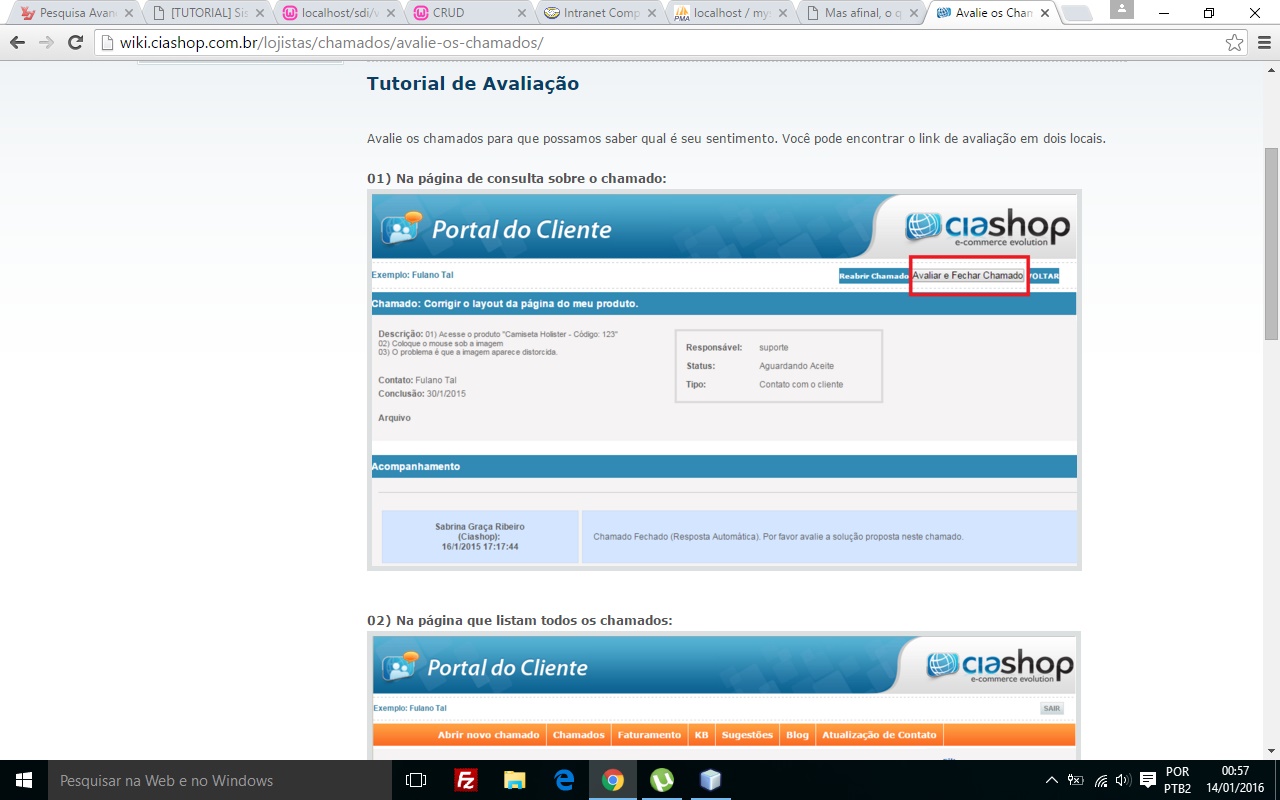 Pesquisa Avan
[TUTORIAL] Sis
localhost/sdi/v
CRUD
Intranet Comp
localhost / mys
Mas afinal, o q
Avalie os Cham
wiki.ciashop.com.br/lojistas/chamados/avalie-os-chamados/
Tutorial de Avaliação
Avalie os chamados para que possamos saber qual é seu sentimento. Você pode encontrar o link de avaliação em dois locais.
01) Na página de consulta sobre o chamado:
Portal do Cliente
ciashop
e-commerce evolution
Exemplo: Fulano Tal
Reabrir Chamado
Avaliar e Fechar Chamado
VOLTAR
Chamado: Corrigir o layout da página do meu produto.
Descrição: 01) Acesse o produto "Camiseta Holister - Código: 123"
02) Coloque o mouse sob a imagem
03) O problema é que a imagem aparece distorcida.
Responsável: suporte
Status: Aguardando Aceite
Tipo: Contato com o cliente
Contato: Fulano Tal
Conclusão: 30/1/2015
Arquivo
Acompanhamento
Sabrina Graça Ribeiro
(Ciashop):
16/1/2015 17:17:44
Chamado Fechado (Resposta Automática). Por favor avalie a solução proposta neste chamado.
02) Na página que listam todos os chamados:
Portal do Cliente
ciashop
e-commerce evolution
Exemplo: Fulano Tal
SAIR
Abrir novo chamado
Chamados
Faturamento
KB
Sugestões
Blog
Atualização de Contato
Pesquisar na Web e no Windows
POR
PTB2
00:57
14/01/2016